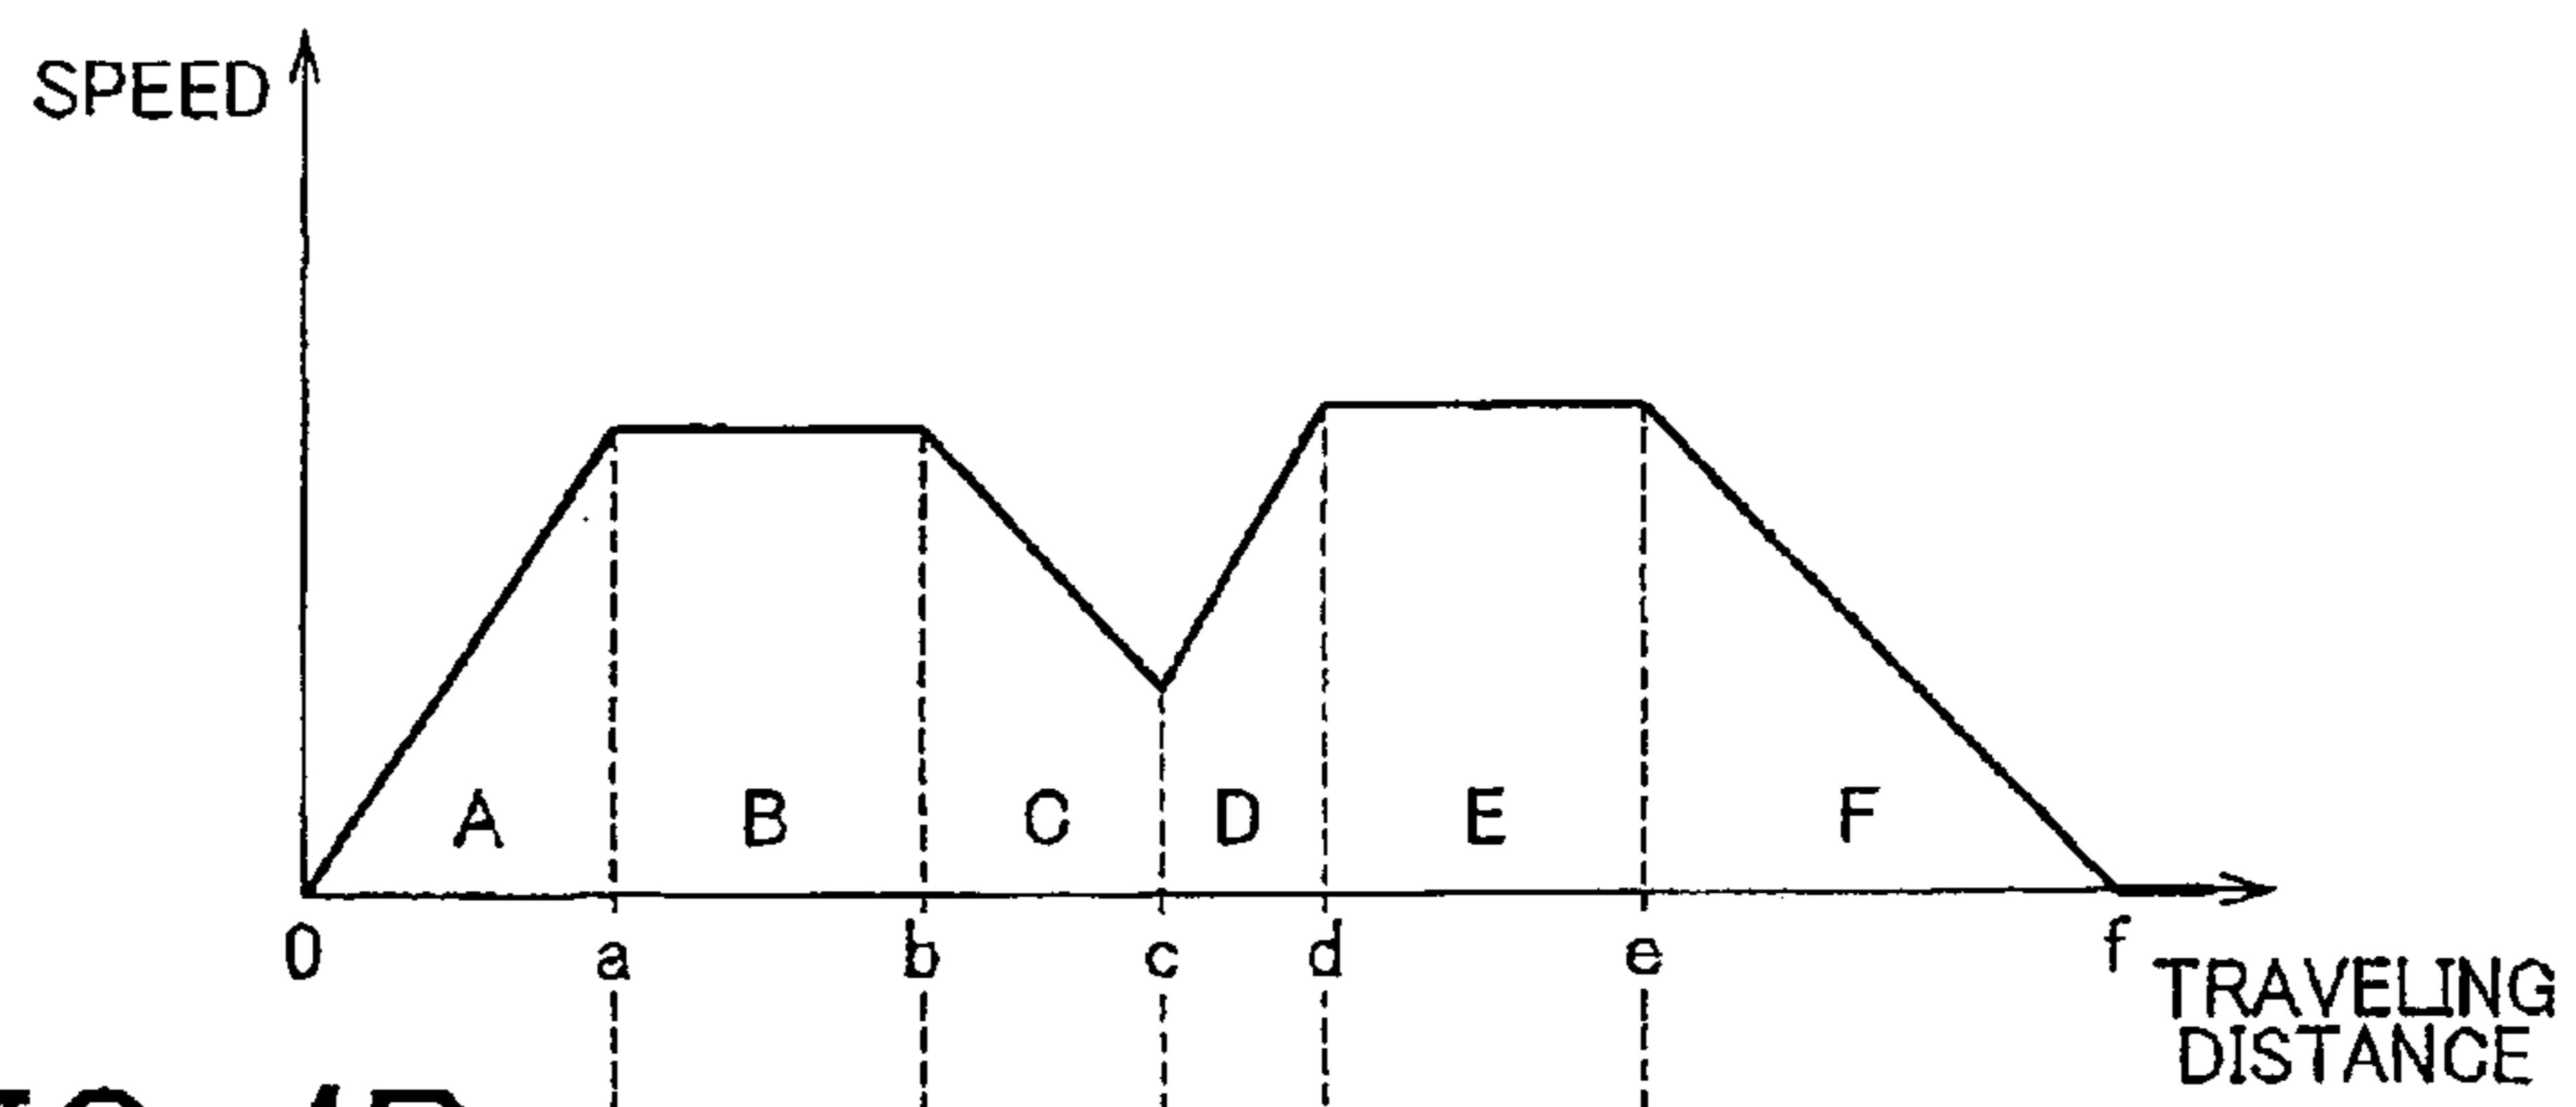 SPEED
A B C D E F
0 a b c d e f
TRAVELING
DISTANCE